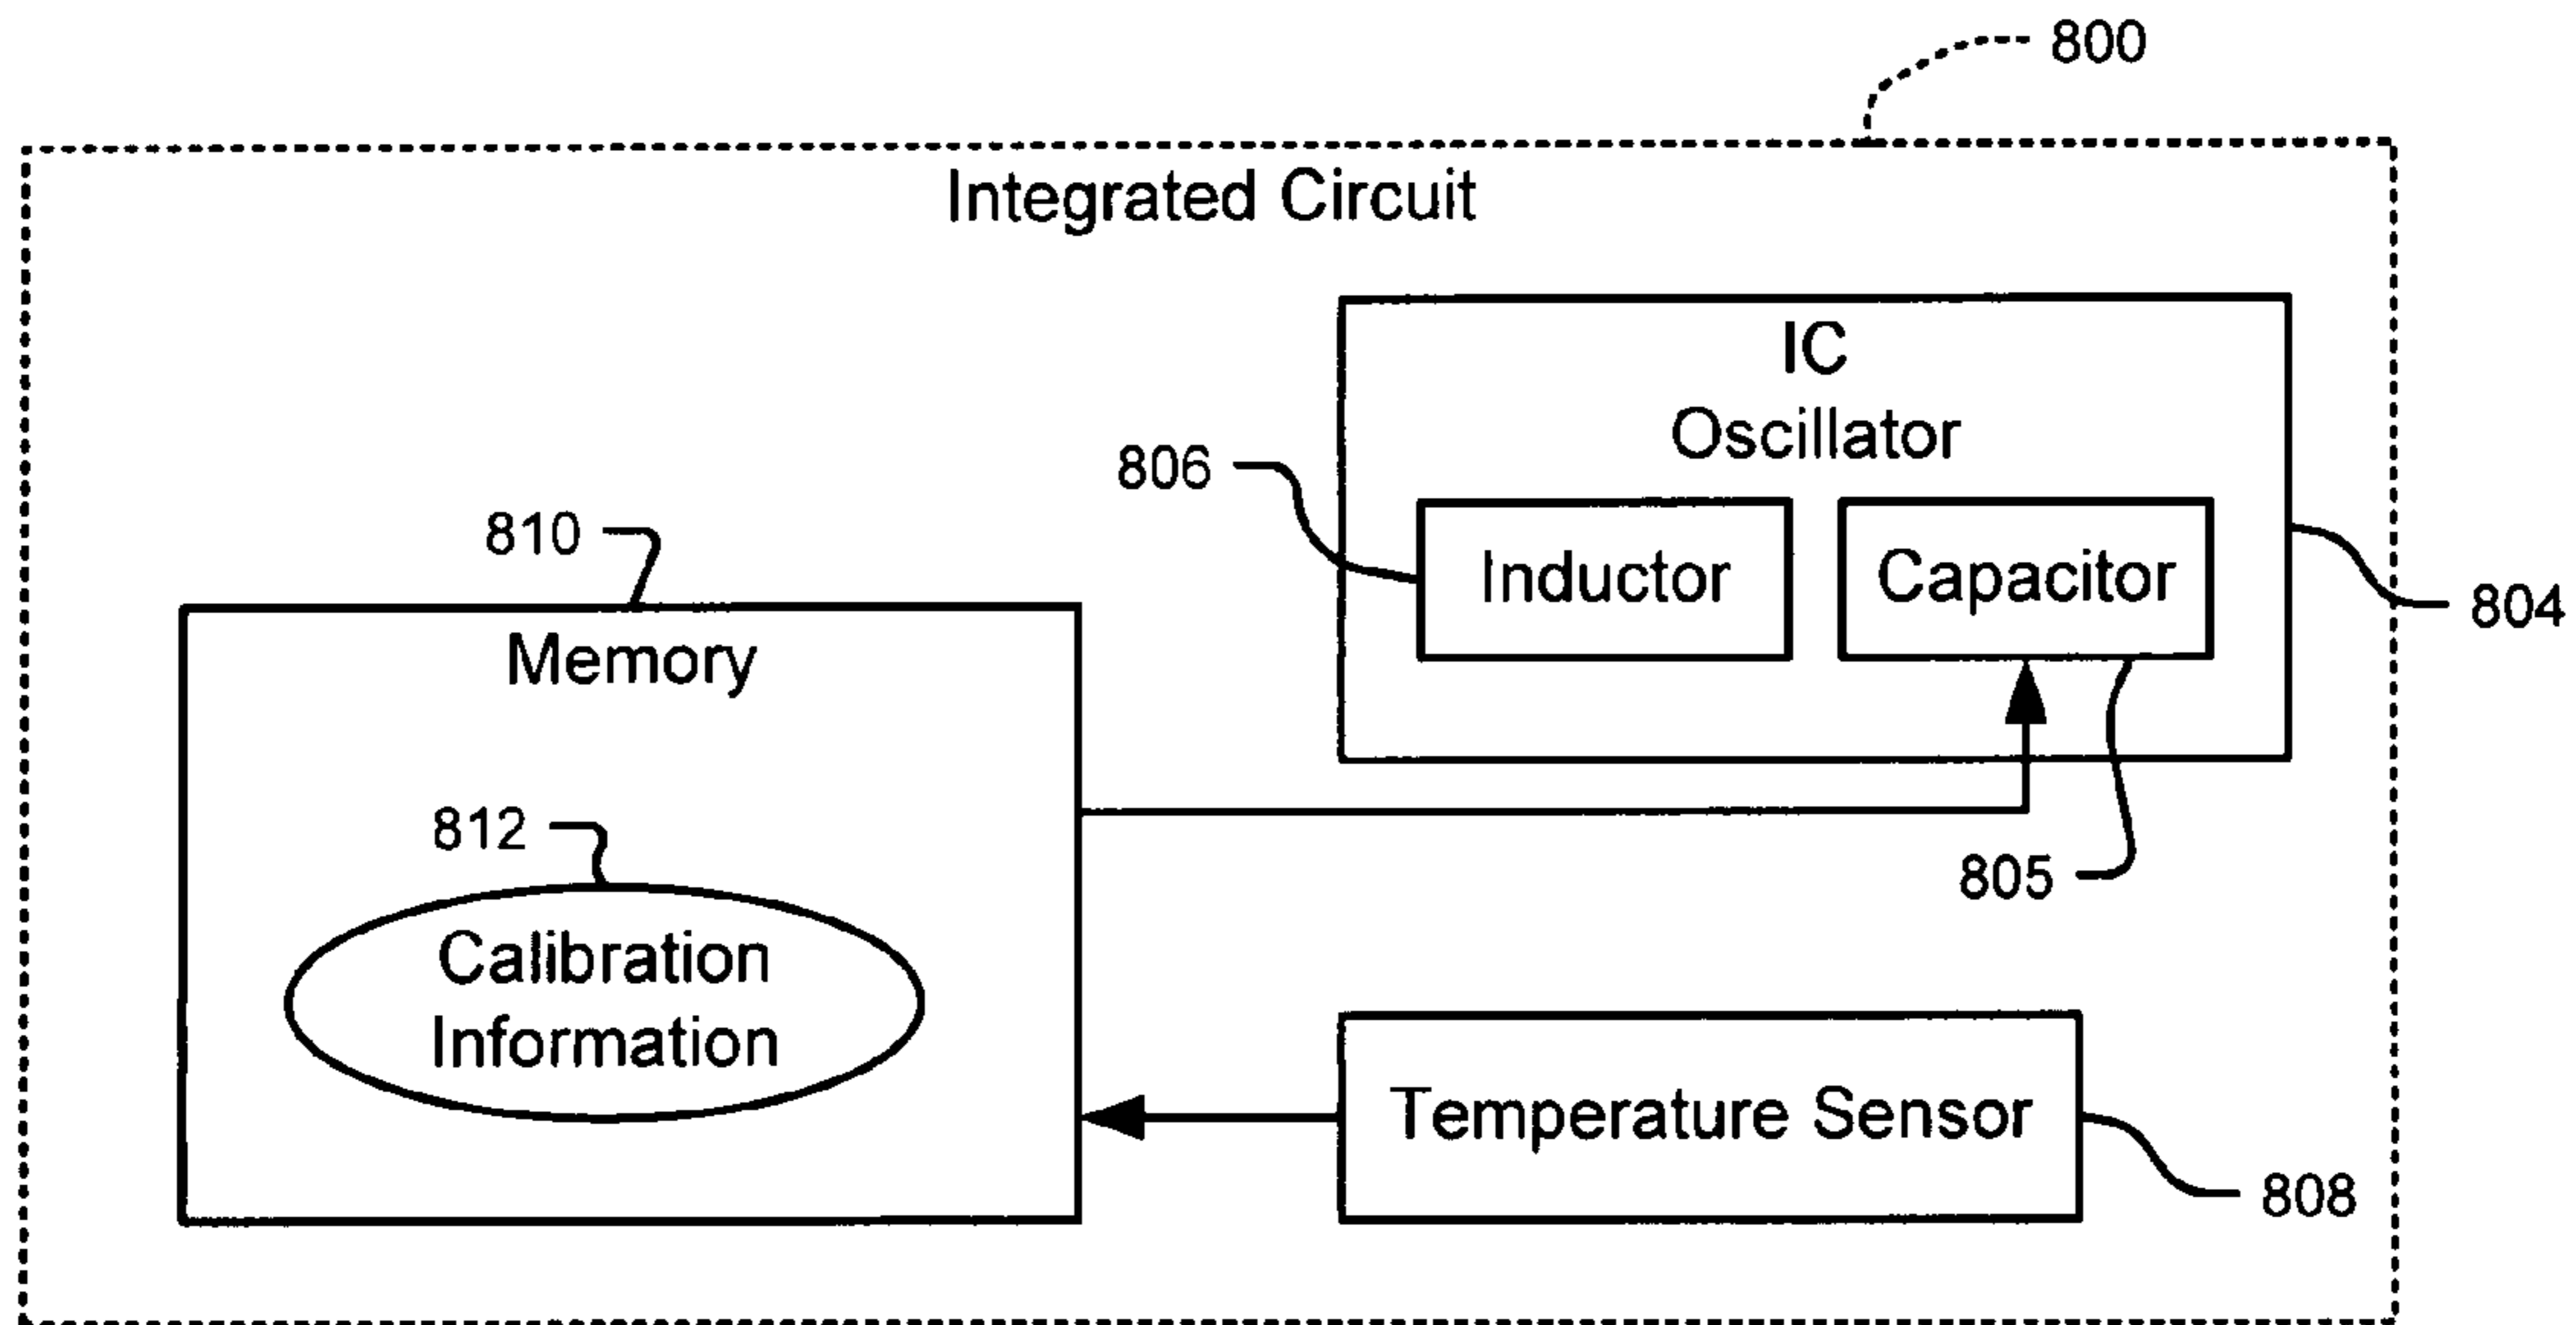 800
Integrated Circuit
IC
Oscillator
806
Inductor
Capacitor
804
810
Memory
812
805
Calibration
Information
Temperature Sensor
808